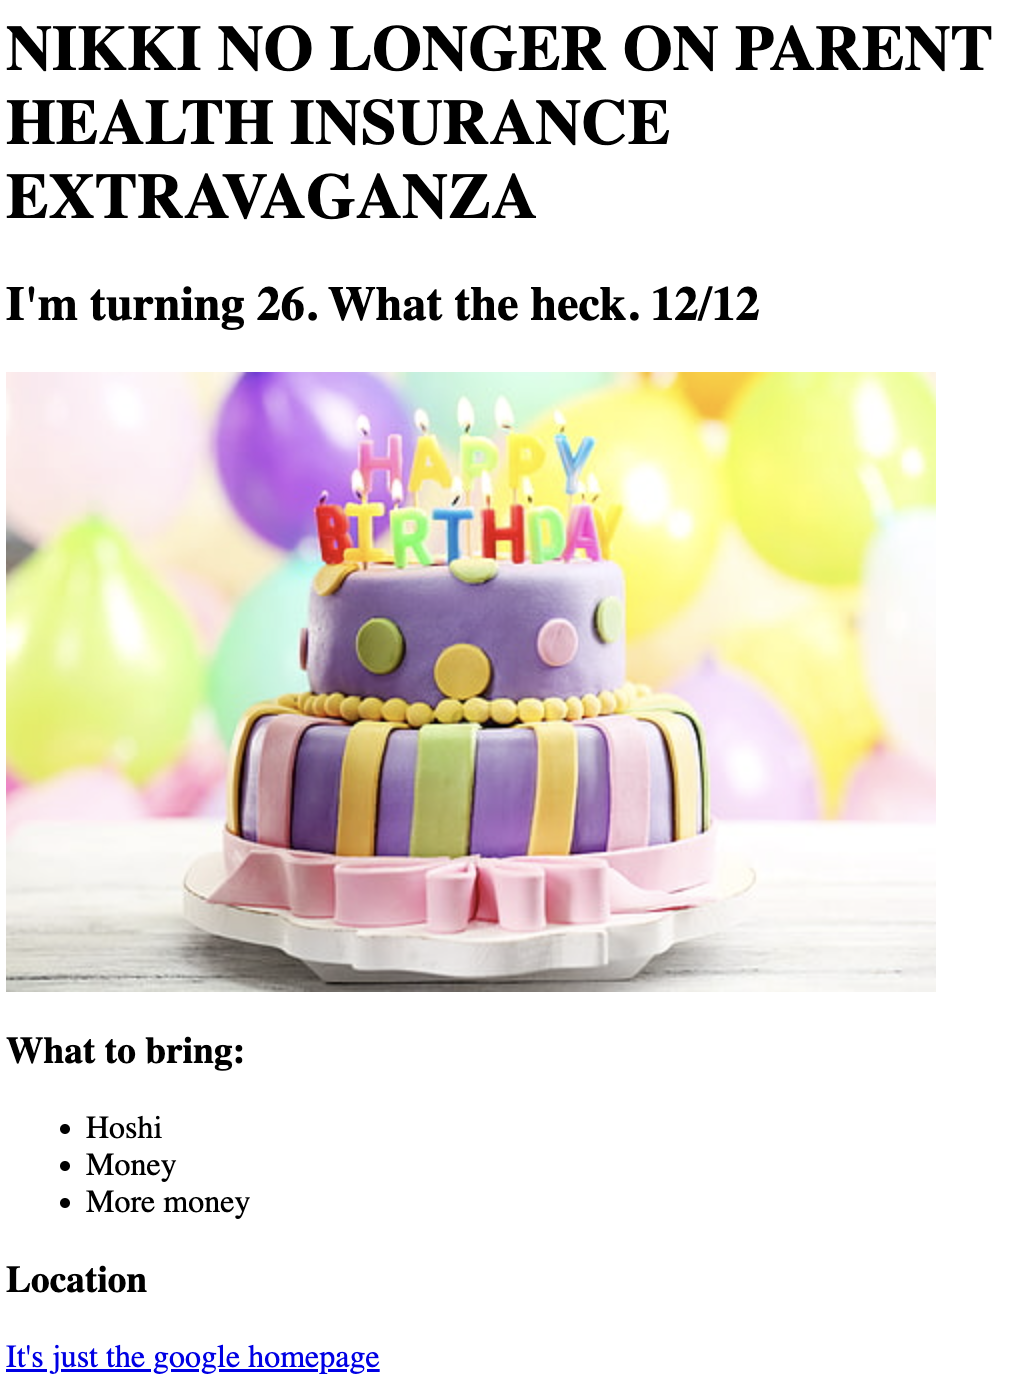 NIKKI NO LONGER ON PARENT
HEALTH INSURANCE
EXTRAVAGANZA
I'm turning 26. What the heck. 12/12
HAPPY
BIRTHDAY
What to bring:
Hoshi
Money
More money
Location
It's just the google homepage